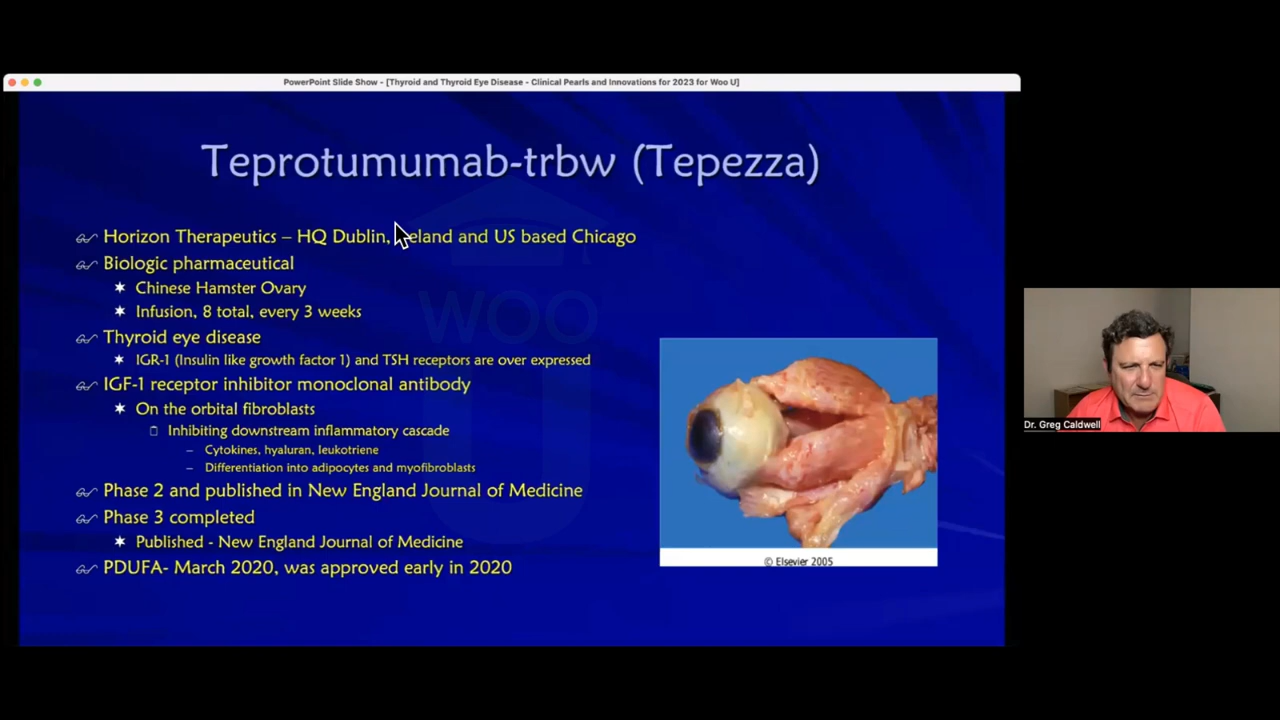 PowerPoint Slide Show - [Thyroid and Thyroid Eye Disease - Clinical Pearls and Innovations for 2023 for Woo U]
Teprotumumab-trbw (Tepezza)
Horizon Therapeutics – HQ Dublin, Ireland and US based Chicago
Biologic pharmaceutical
Chinese Hamster Ovary
Infusion, 8 total, every 3 weeks
Thyroid eye disease
IGR-1 (Insulin like growth factor 1) and TSH receptors are over expressed
IGF-1 receptor inhibitor monoclonal antibody
On the orbital fibroblasts
Inhibiting downstream inflammatory cascade
– Cytokines, hyaluran, leukotriene
– Differentiation into adipocytes and myofibroblasts
Phase 2 and published in New England Journal of Medicine
Phase 3 completed
Published - New England Journal of Medicine
PDUFA- March 2020, was approved early in 2020
WOO
U
© Elsevier 2005
Dr. Greg Caldwell